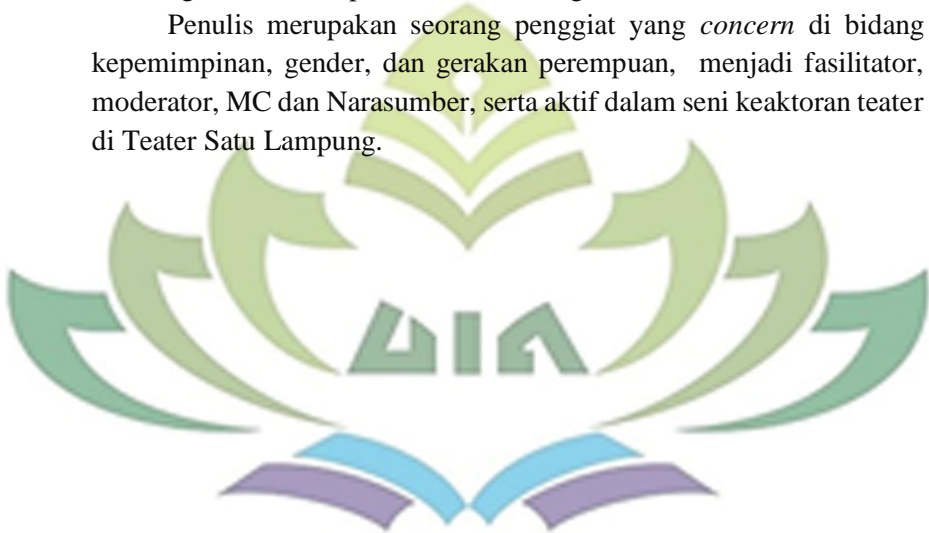 Penulis merupakan seorang penggiat yang concern di bidang
kepemimpinan, gender, dan gerakan perempuan, menjadi fasilitator,
moderator, MC dan Narasumber, serta aktif dalam seni keaktoran teater
di Teater Satu Lampung.
UIN